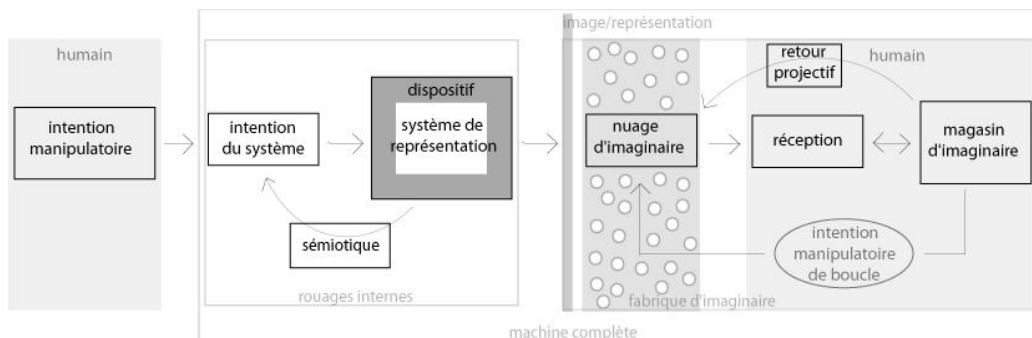 image/représentation
humain
intention
manipulatoire
intention
du système
dispositif
système de
représentation
sémiotique
rouages internes
nuage
d'imaginaire
retour
projectif
humain
réception
magasin
d'imaginaire
intention
manipulatoire
de boucle
fabrique d'imaginaire
machine complète